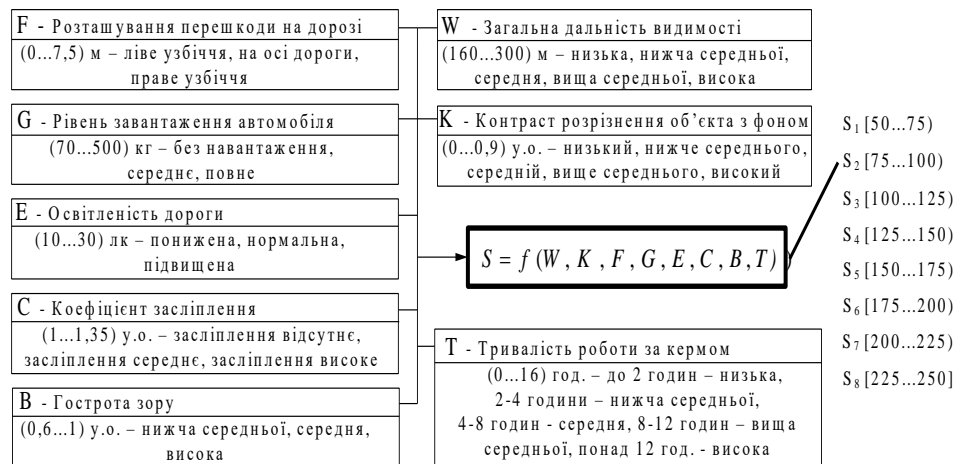 F - Розташування перешкоди на дорозі
(0...7,5) м – ліве узбіччя, на осі дороги,
праве узбіччя
G - Рівень завантаження автомобіля
(70...500) кг – без навантаження,
середнє, повне
E - Освітленість дороги
(10...30) лк – понижена, нормальна,
підвищена
C - Коефіцієнт засліплення
(1...1,35) у.о. – засліплення відсутнє,
засліплення середнє, засліплення високе
B - Гострота зору
(0,6...1) у.о. – нижча середньої, середня,
висока
W - Загальна дальність видимості
(160...300) м – низька, нижча середньої,
середня, вища середньої, висока
K - Контраст розрізнення об’єкта з фоном
(0...0,9) у.о. – низький, нижче середнього,
середній, вище середнього, високий
S = f (W , K , F , G , E , C , B , T )
T - Тривалість роботи за кермом
(0...16) год. – до 2 годин – низька,
2-4 години – нижча середньої,
4-8 годин - середня, 8-12 годин – вища
середньої, понад 12 год. - висока
S₁ [50...75)
S₂ [75...100)
S₃ [100...125)
S₄ [125...150)
S₅ [150...175)
S₆ [175...200)
S₇ [200...225)
S₈ [225...250]